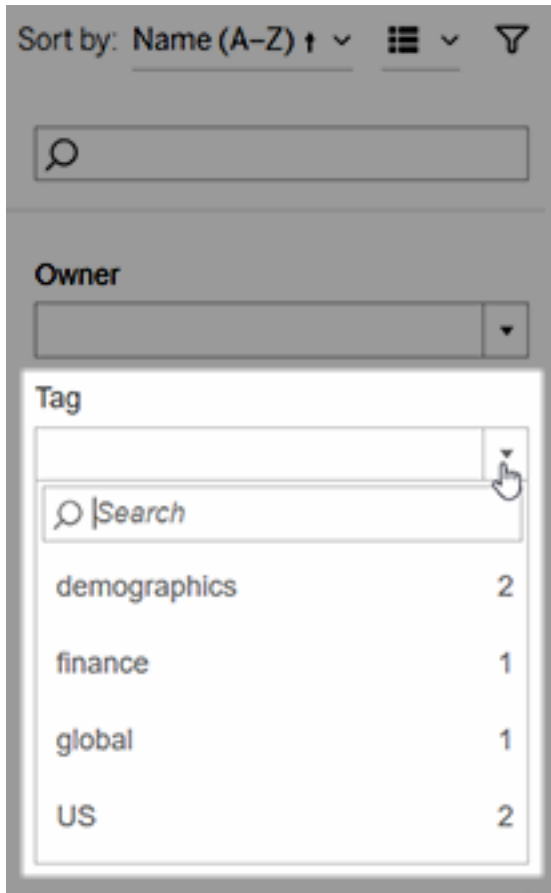 Sort by: Name (A–Z) ↑
Owner
Tag
Search
demographics 2
finance 1
global 1
US 2